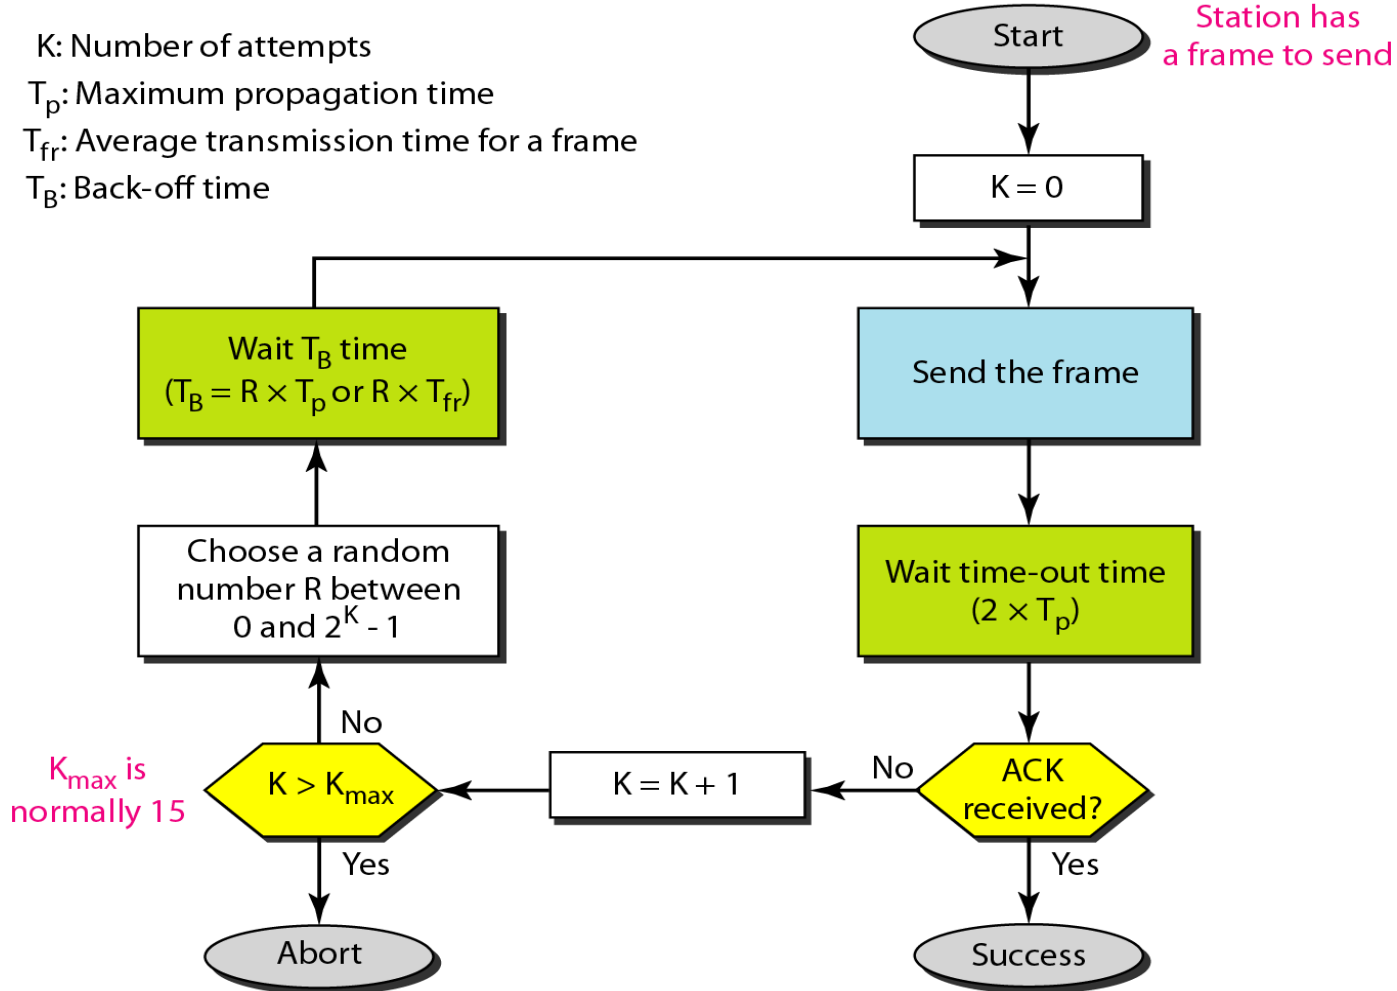 K: Number of attempts
Tp: Maximum propagation time
Tfr: Average transmission time for a frame
TB: Back-off time
Start
Station has
a frame to send
K = 0
Wait TB time
(TB = R × Tp or R × Tfr)
Send the frame
Choose a random
number R between
0 and 2^K - 1
Wait time-out time
(2 × Tp)
No
Kmax is
normally 15
K > Kmax
K = K + 1
No
ACK
received?
Yes
Yes
Abort
Success